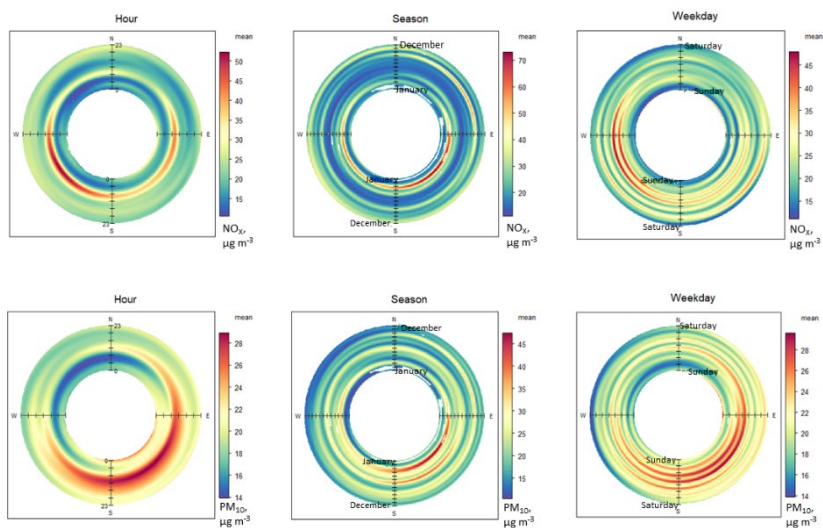 Hour
N
23
mean
50
45
40
35
30
25
20
15
0
W
E
0
23
S
NOX,
µg m-3
Season
N
December
mean
70
60
50
40
30
20
January
W
E
January
December
S
NOX,
µg m-3
Weekday
N
Saturday
mean
45
40
35
30
25
20
15
Sunday
W
E
Sunday
Saturday
S
NOX,
µg m-3
Hour
N
23
mean
28
26
24
22
20
18
16
14
0
W
E
0
23
S
PM10,
µg m-3
Season
N
December
mean
45
40
35
30
25
20
15
January
W
E
January
December
S
PM10,
µg m-3
Weekday
N
Saturday
mean
28
26
24
22
20
18
16
14
Sunday
W
E
Sunday
Saturday
S
PM10,
µg m-3